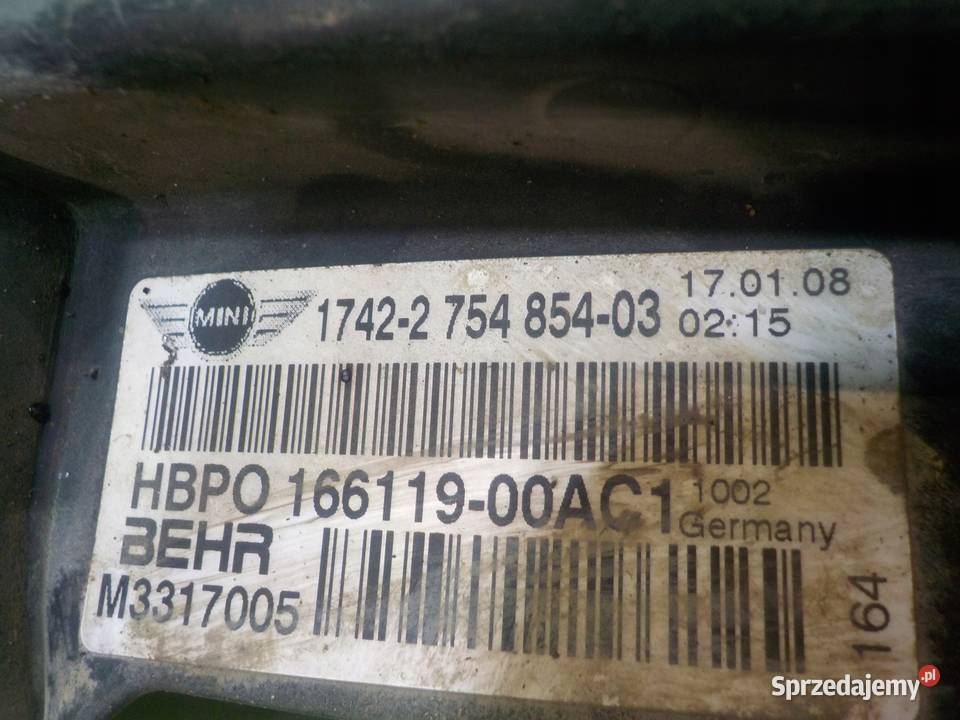 MINI 1742-2 754 854-03 17.01.08
02:15
HBPO 166119-00AC1 1002
Germany
BEHR
M3317005
164
Sprzedajemy.pl